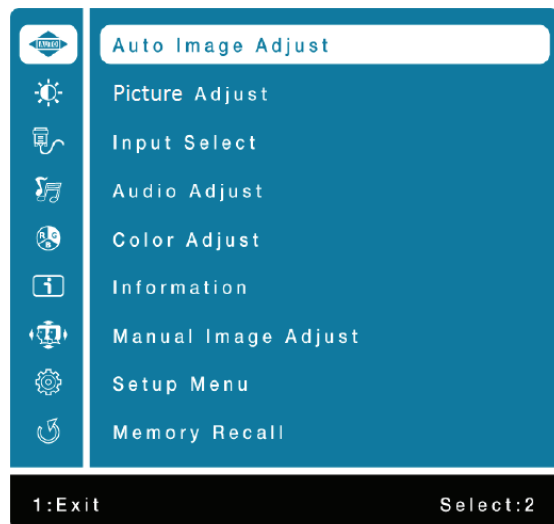 AUTO
Auto Image Adjust
Picture Adjust
Input Select
Audio Adjust
R G B
Color Adjust
i
Information
Manual Image Adjust
Setup Menu
Memory Recall
1:Exit Select:2